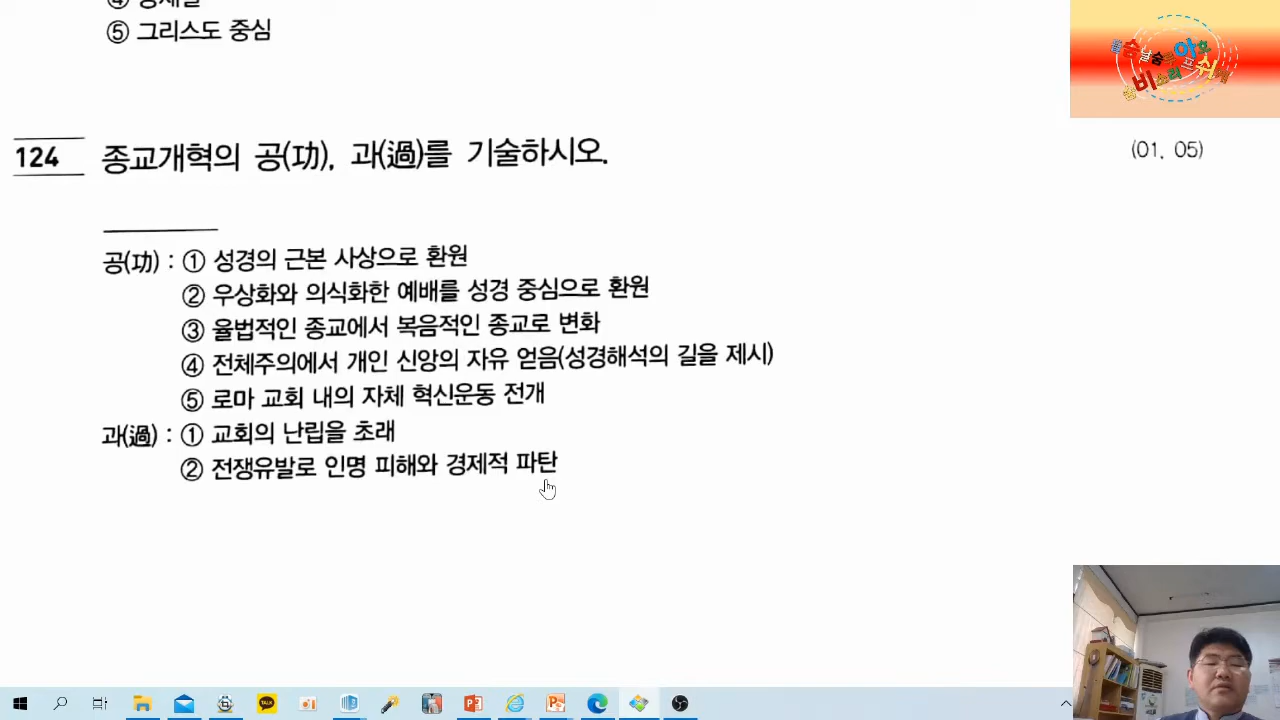 ⑤ 그리스도 중심
124 종교개혁의 공(功), 과(過)를 기술하시오.
(01, 05)
공(功) : ① 성경의 근본 사상으로 환원
② 우상화와 의식화한 예배를 성경 중심으로 환원
③ 율법적인 종교에서 복음적인 종교로 변화
④ 전체주의에서 개인 신앙의 자유 얻음(성경해석의 길을 제시)
⑤ 로마 교회 내의 자체 혁신운동 전개
과(過) : ① 교회의 난립을 초래
② 전쟁유발로 인명 피해와 경제적 파탄
TALK